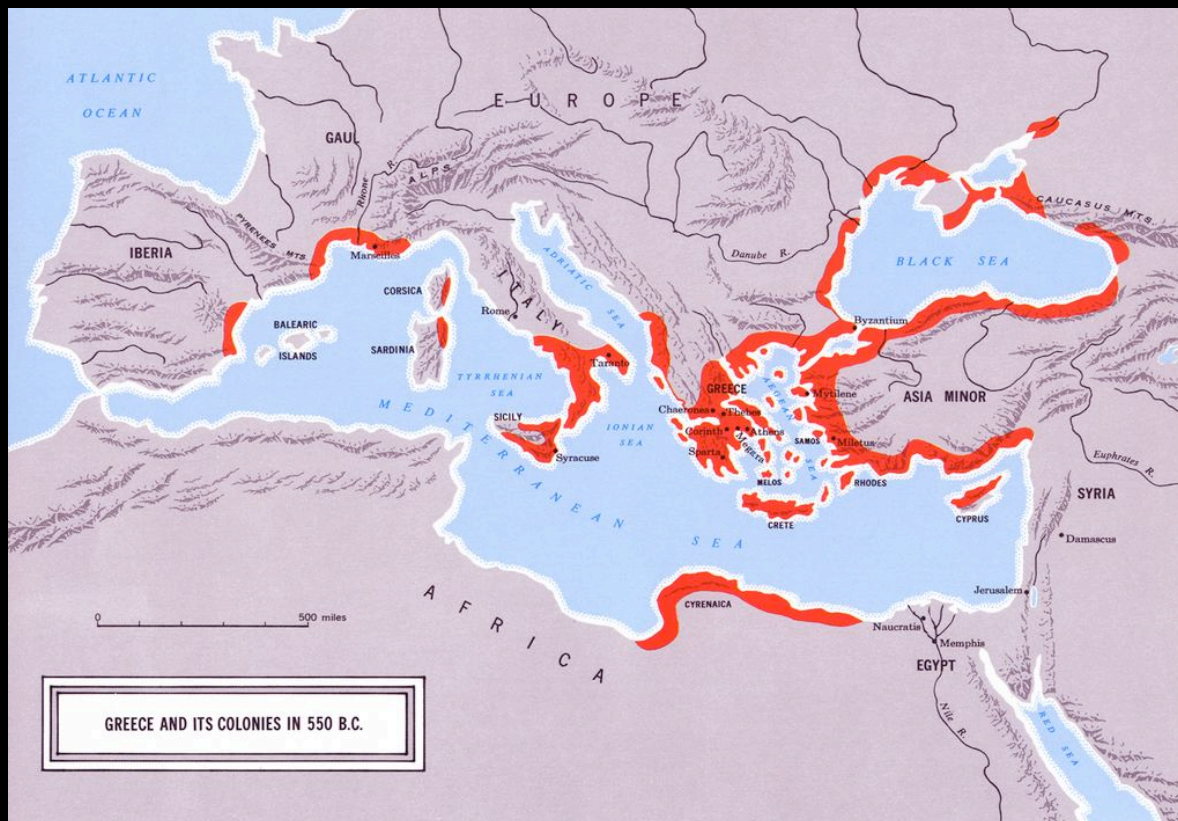 ATLANTIC
OCEAN
EUROPE
GAUL
Rhone R.
ALPS
PYRENEES MTS.
IBERIA
Marseilles
CORSICA
Rome
ITALY
ADRIATIC SEA
Danube R.
CAUCASUS MTS.
BLACK SEA
Byzantium
BALEARIC
ISLANDS
SARDINIA
Taranto
TYRRHENIAN
SEA
GREECE
AEGEAN SEA
Mytilene
ASIA MINOR
MEDITERRANEAN SEA
SICILY
Syracuse
IONIAN
SEA
Chaeronea
Thebes
Corinth
Athens
Megara
Sparta
SAMOS
Miletus
MELOS
RHODES
CRETE
CYPRUS
Euphrates R.
SYRIA
Damascus
Jerusalem
AFRICA
CYRENAICA
Naucratis
Memphis
EGYPT
Nile R.
RED SEA
0
500 miles
GREECE AND ITS COLONIES IN 550 B.C.